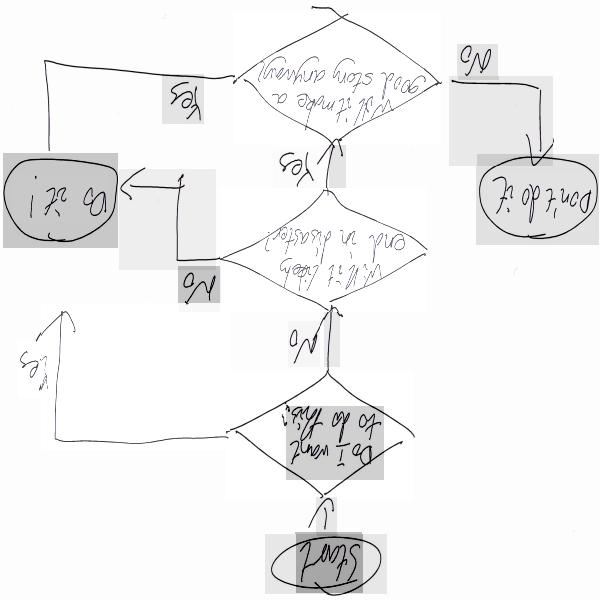 Start
Do I want
to do this?
Yes
No
Will it likely
end in disaster?
No
Do it!
Yes
Will it make a
good story anyway?
Yes
No
Don't do it